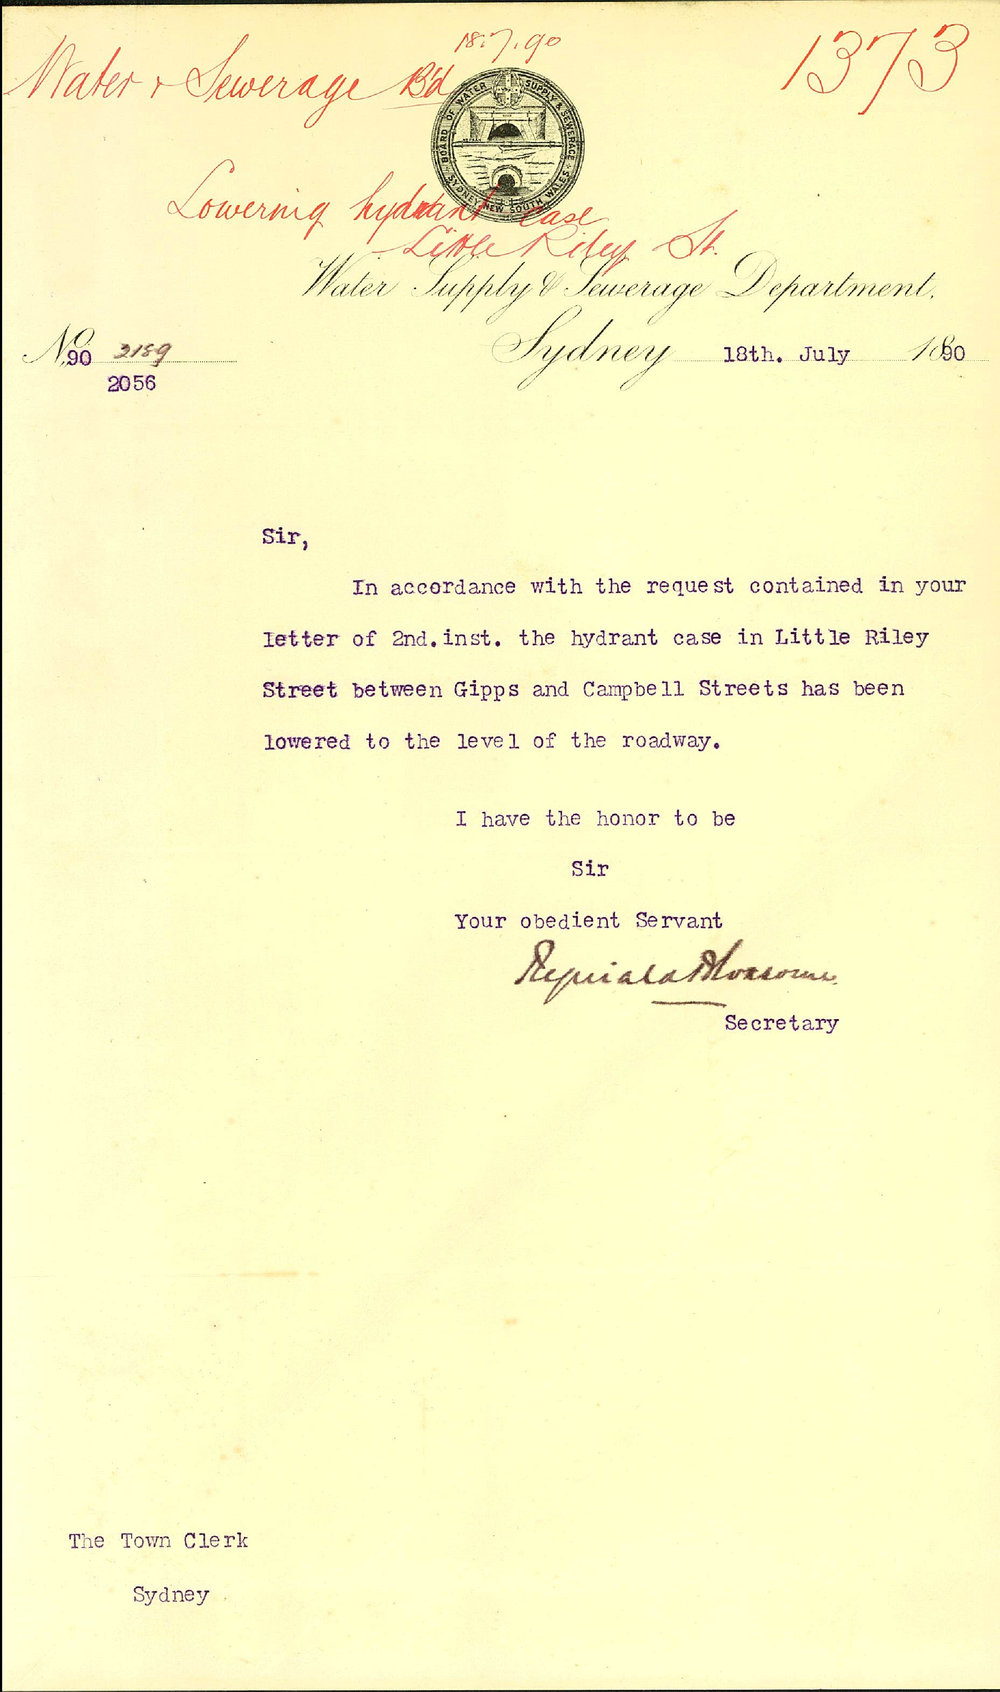 18.7.90
1373
Water & Sewerage Bd
BOARD OF WATER SUPPLY & SEWERAGE
SYDNEY NEW SOUTH WALES
Lowering hydrant case
Little Riley St.
Water Supply & Sewerage Department.
No. 90 2189
2056
Sydney 18th. July 1890
Sir,
In accordance with the request contained in your
letter of 2nd. inst. the hydrant case in Little Riley
Street between Gipps and Campbell Streets has been
lowered to the level of the roadway.
I have the honor to be
Sir
Your obedient Servant
Secretary
The Town Clerk
Sydney